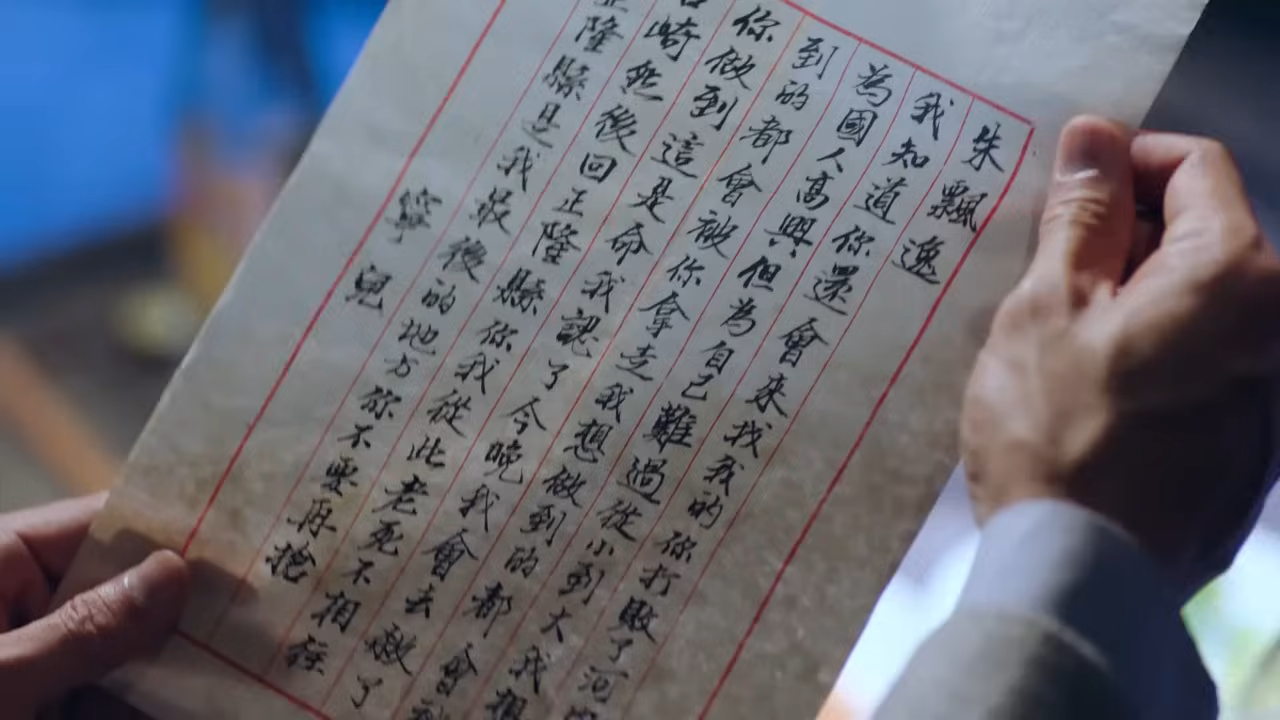 朱飄逸
我知道你還會來找我的你打敗了河
為國人高興但為自己難過從小到大我想
到的都會被你拿走我想做到的都會
你做到這是命我認了今晚我會去了
崎然後回正隆縣你我從此老死不相往
隆縣是我最後的地方你不要再
寧兒